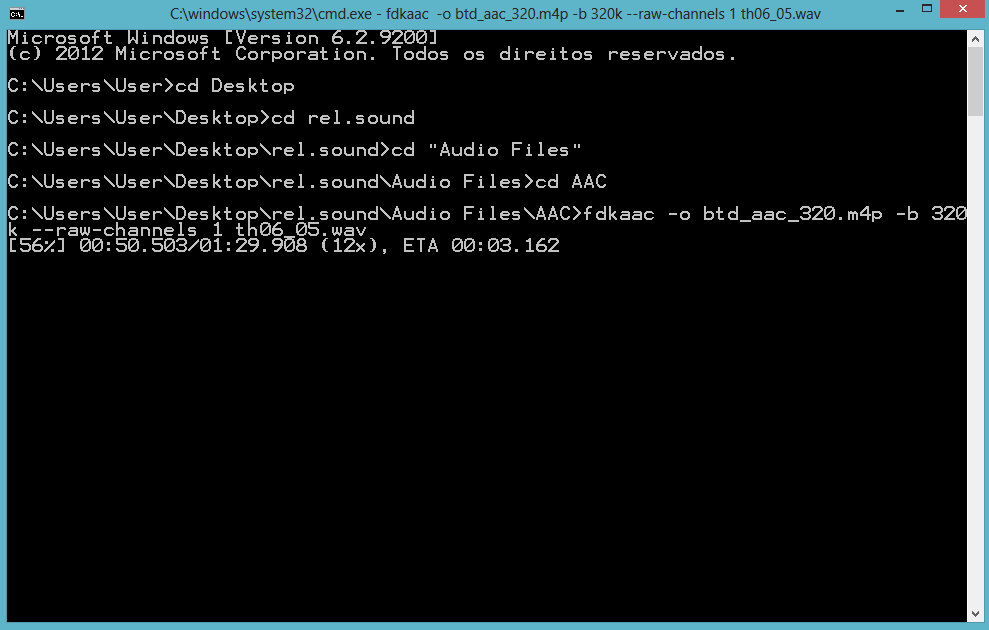 C:\windows\system32\cmd.exe - fdkaac  -o btd_aac_320.m4p -b 320k --raw-channels 1 th06_05.wav
Microsoft Windows [Version 6.2.9200]
(c) 2012 Microsoft Corporation. Todos os direitos reservados.
C:\Users\User>cd Desktop
C:\Users\User\Desktop>cd rel.sound
C:\Users\User\Desktop\rel.sound>cd "Audio Files"
C:\Users\User\Desktop\rel.sound\Audio Files>cd AAC
C:\Users\User\Desktop\rel.sound\Audio Files\AAC>fdkaac -o btd_aac_320.m4p -b 320
k --raw-channels 1 th06_05.wav
[56%] 00:50.503/01:29.908 (12x), ETA 00:03.162